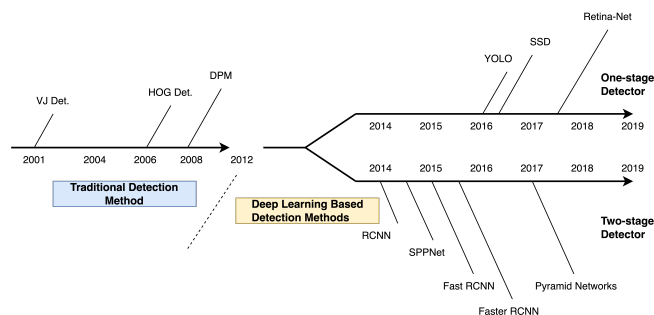 Retina-Net
SSD
YOLO
One-stage
Detector
DPM
HOG Det.
VJ Det.
2014 2015 2016 2017 2018 2019
2001 2004 2006 2008 2012
2014 2015 2016 2017 2018 2019
Traditional Detection
Method
Deep Learning Based
Detection Methods
Two-stage
Detector
RCNN
SPPNet
Fast RCNN
Pyramid Networks
Faster RCNN